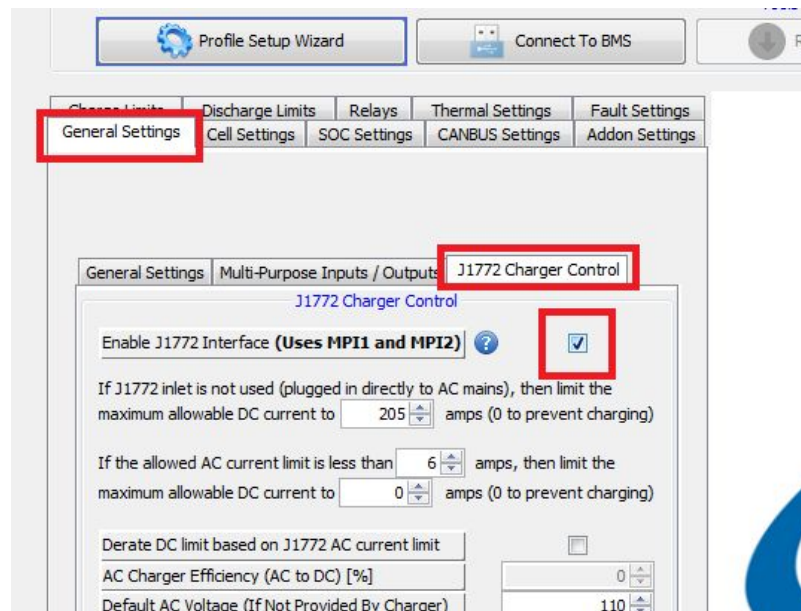 Profile Setup Wizard
Connect To BMS
Charge Limits Discharge Limits Relays Thermal Settings Fault Settings
General Settings Cell Settings SOC Settings CANBUS Settings Addon Settings
General Settings Multi-Purpose Inputs / Outputs J1772 Charger Control
J1772 Charger Control
Enable J1772 Interface (Uses MPI1 and MPI2) ?
If J1772 inlet is not used (plugged in directly to AC mains), then limit the
maximum allowable DC current to 205 amps (0 to prevent charging)
If the allowed AC current limit is less than 6 amps, then limit the
maximum allowable DC current to 0 amps (0 to prevent charging)
Derate DC limit based on J1772 AC current limit
AC Charger Efficiency (AC to DC) [%] 0
Default AC Voltage (If Not Provided By Charger) 110